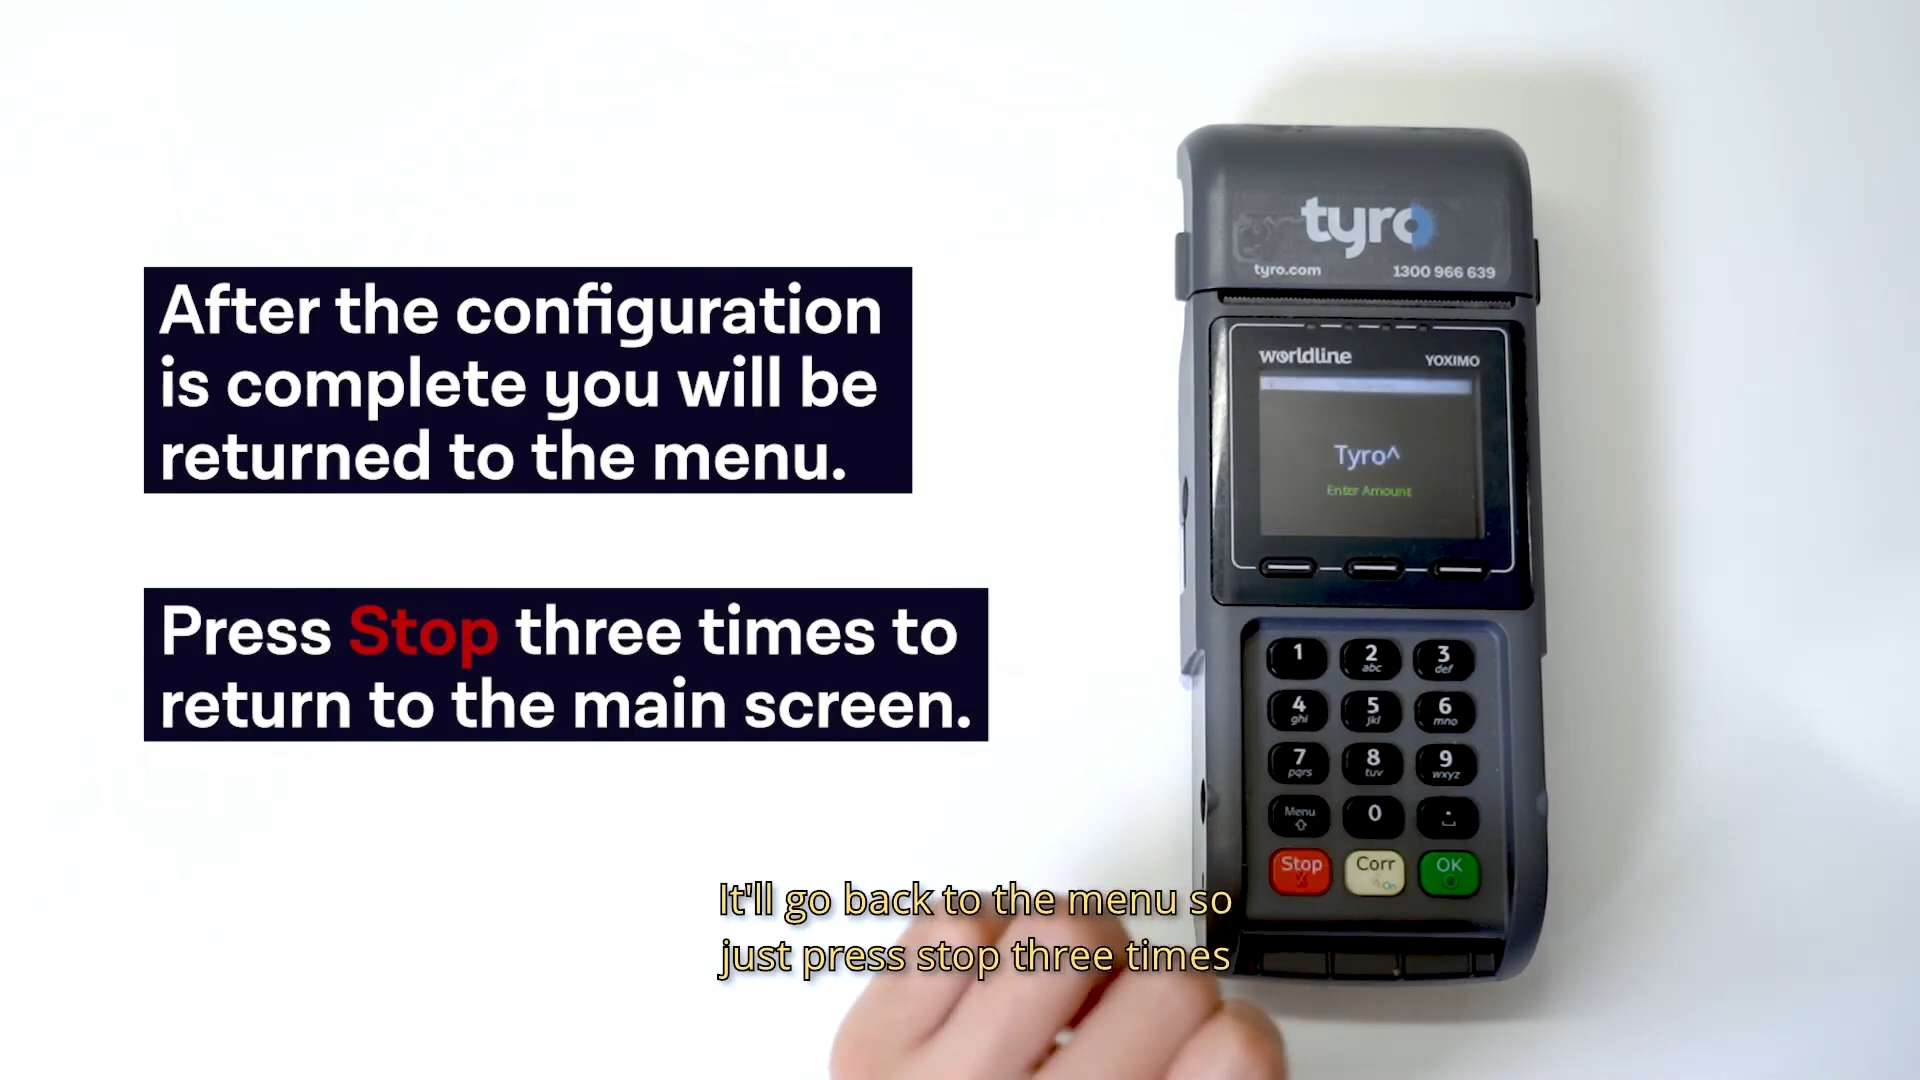 After the configuration
is complete you will be
returned to the menu.
Press Stop three times to
return to the main screen.
tyro
tyro.com 1300 966 639
worldline YOXIMO
Tyro^
Enter Amount
1 2 abc 3 def
4 ghi 5 jkl 6 mno
7 pqrs 8 tuv 9 wxyz
Menu 0 .
Stop Corr OK
It'll go back to the menu so
just press stop three times